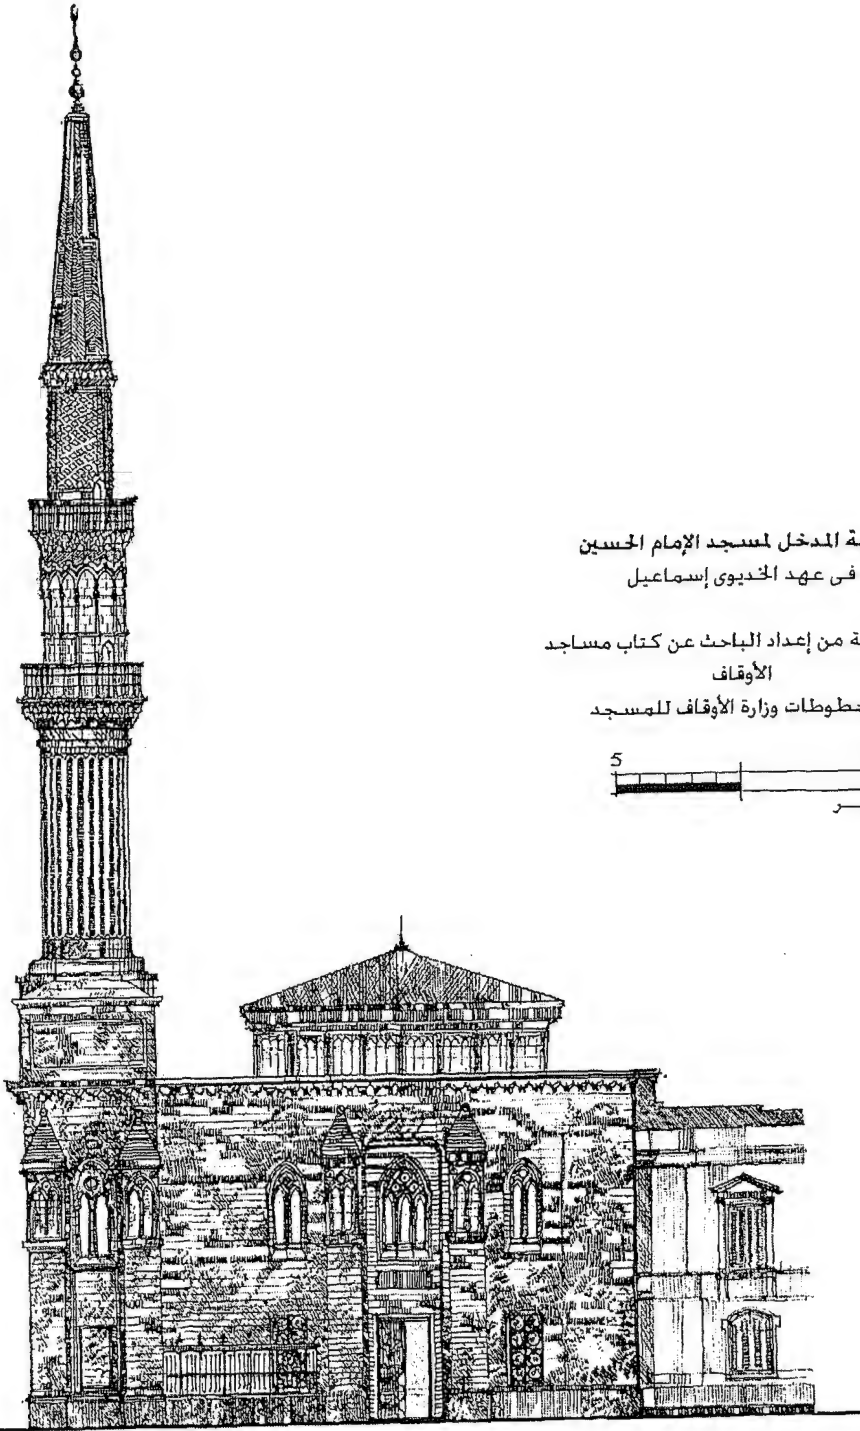 المدخل لمسجد الإمام الحسين
فى عهد الخديوى إسماعيل
من إعداد الباحث عن كتاب مساجد
الأوقاف
وزارة الأوقاف للمسجد
5